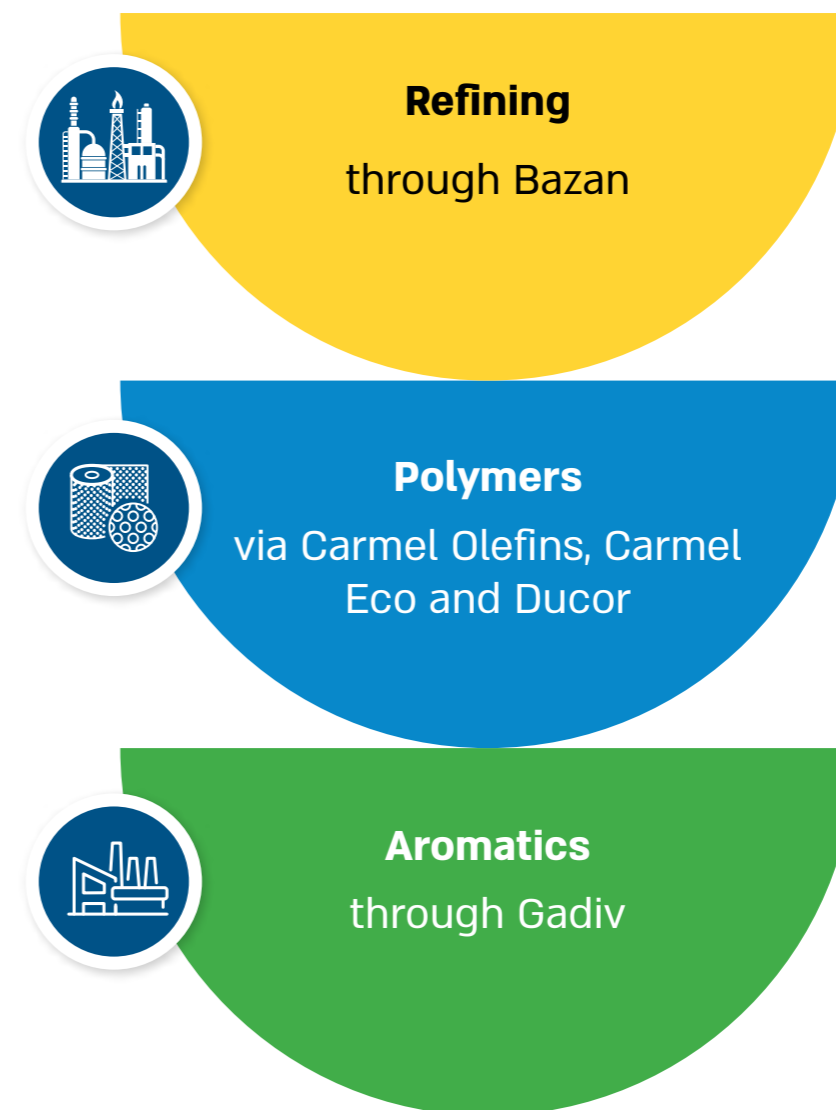 Refining
through Bazan
Polymers
via Carmel Olefins, Carmel
Eco and Ducor
Aromatics
through Gadiv